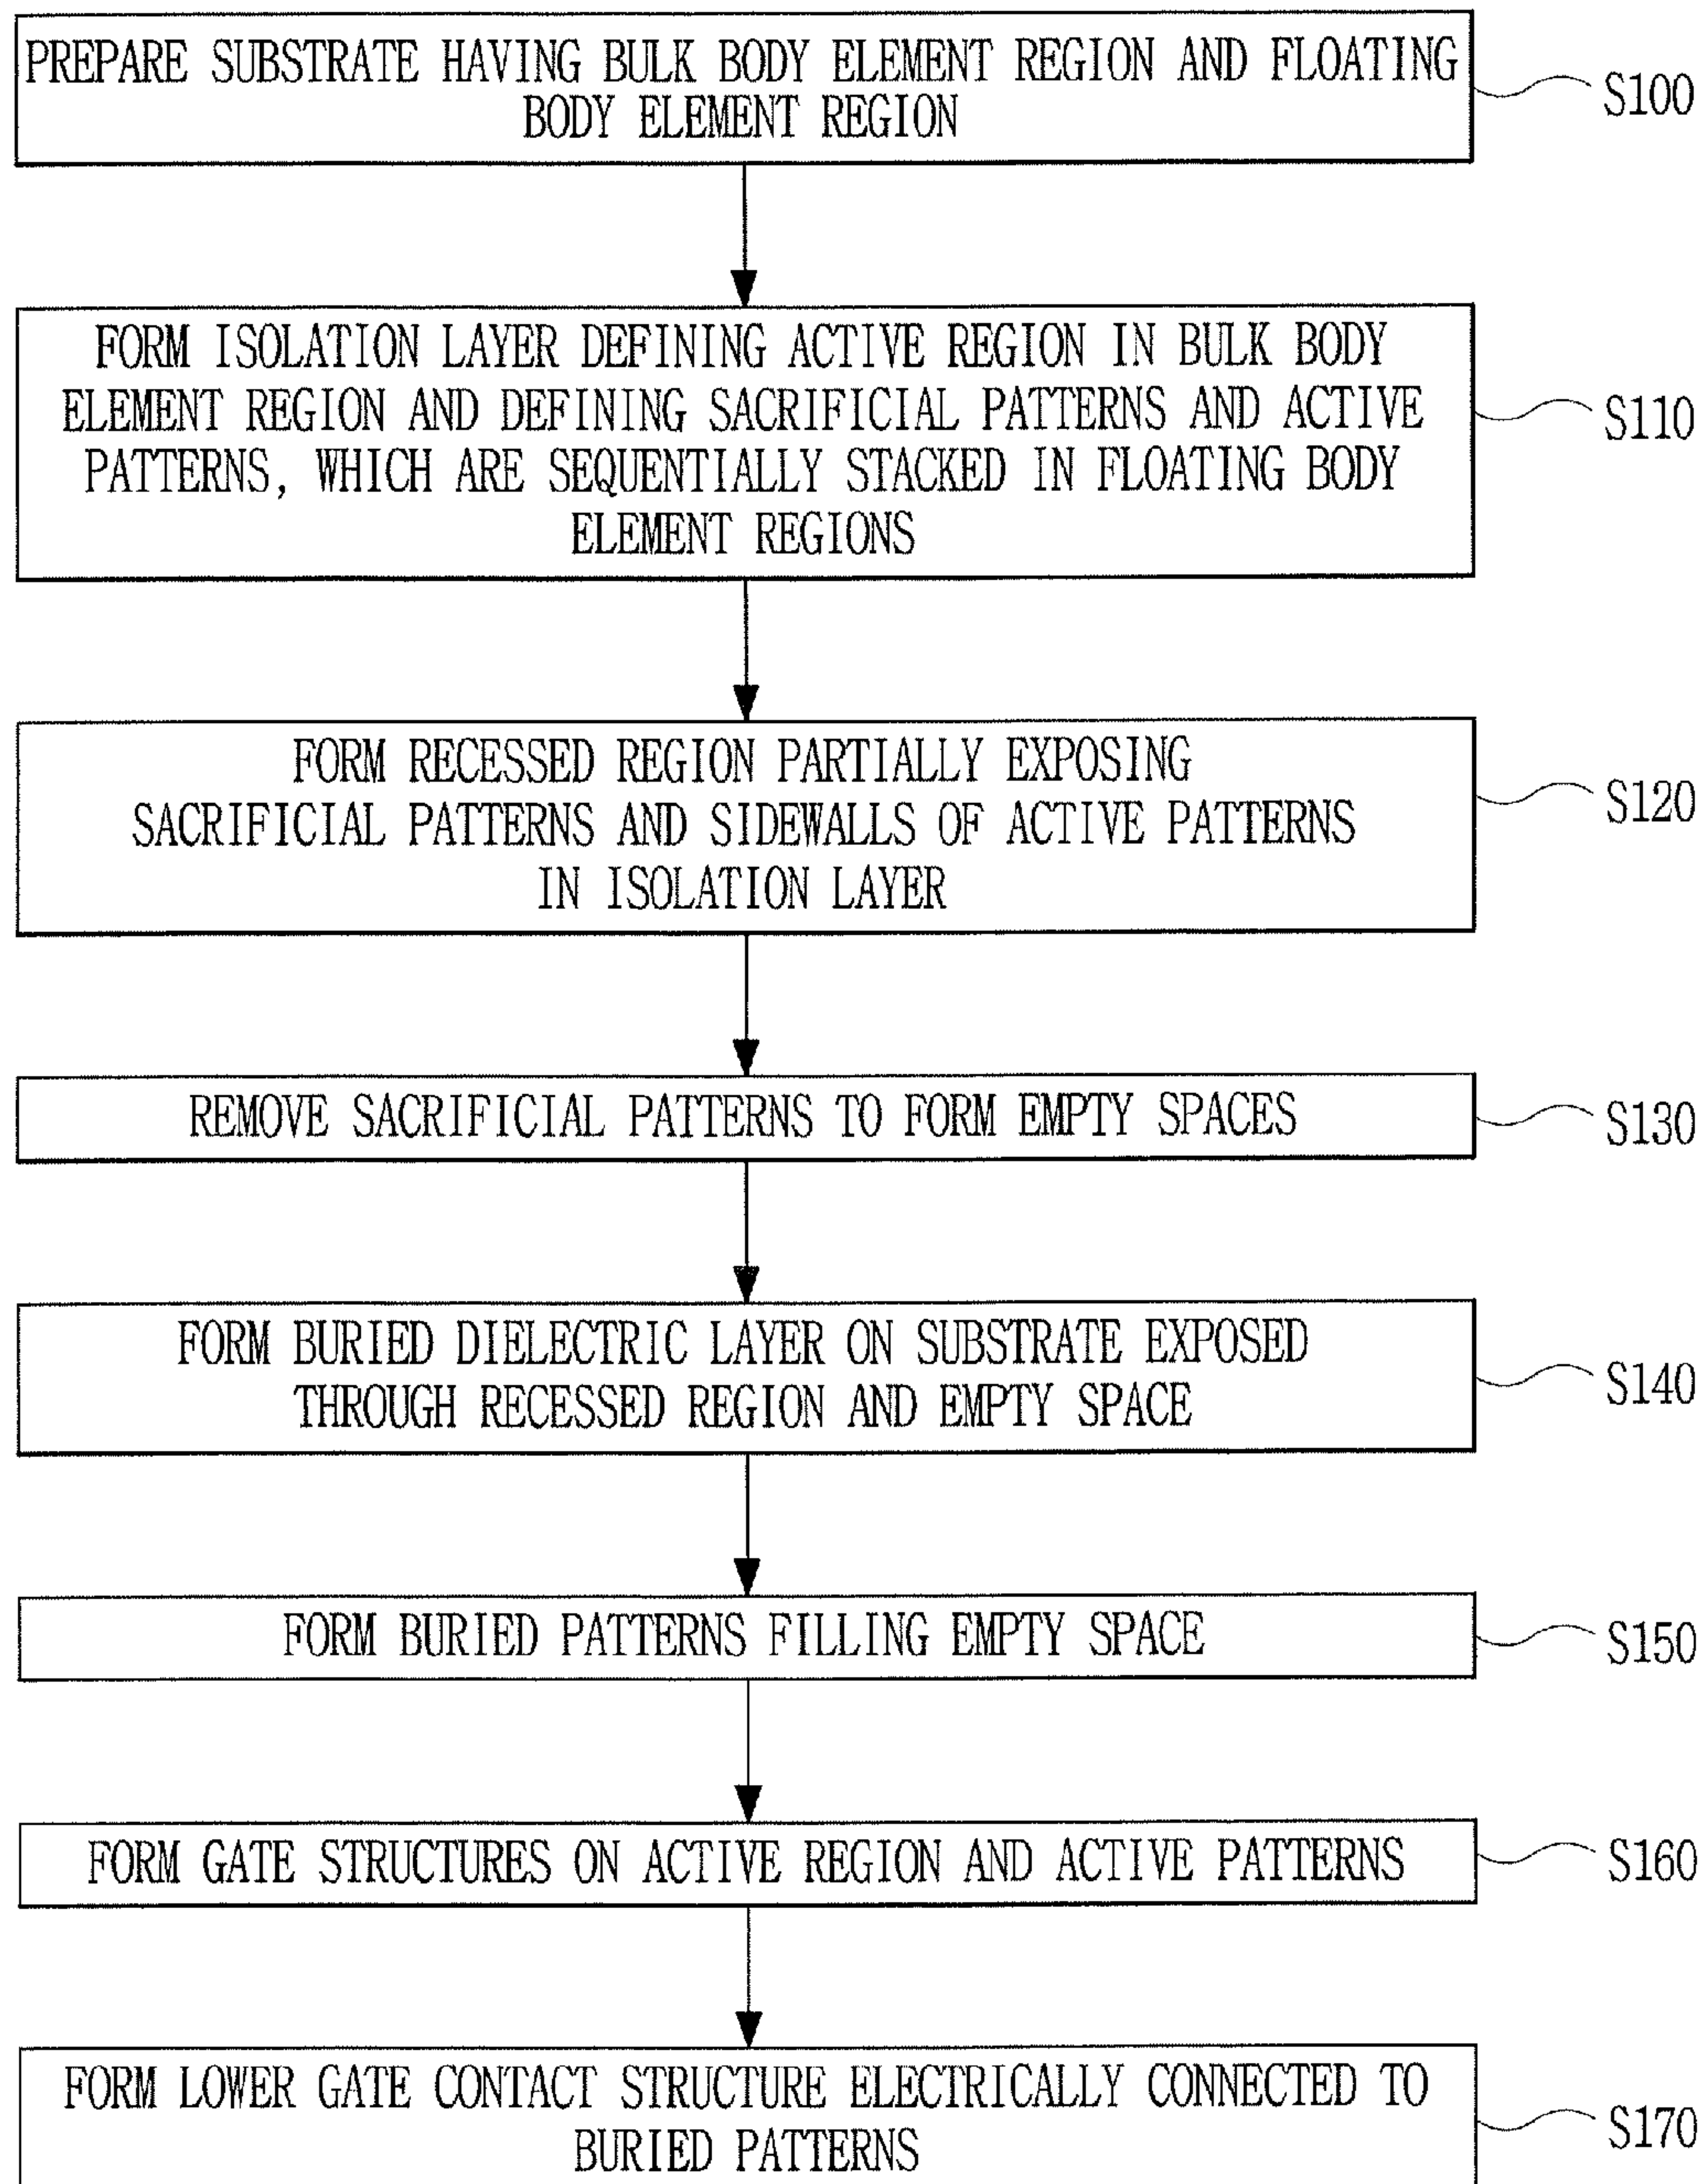 PREPARE SUBSTRATE HAVING BULK BODY ELEMENT REGION AND FLOATING
BODY ELEMENT REGION
S100
FORM ISOLATION LAYER DEFINING ACTIVE REGION IN BULK BODY
ELEMENT REGION AND DEFINING SACRIFICIAL PATTERNS AND ACTIVE
PATTERNS, WHICH ARE SEQUENTIALLY STACKED IN FLOATING BODY
ELEMENT REGIONS
S110
FORM RECESSED REGION PARTIALLY EXPOSING
SACRIFICIAL PATTERNS AND SIDEWALLS OF ACTIVE PATTERNS
IN ISOLATION LAYER
S120
REMOVE SACRIFICIAL PATTERNS TO FORM EMPTY SPACES
S130
FORM BURIED DIELECTRIC LAYER ON SUBSTRATE EXPOSED
THROUGH RECESSED REGION AND EMPTY SPACE
S140
FORM BURIED PATTERNS FILLING EMPTY SPACE
S150
FORM GATE STRUCTURES ON ACTIVE REGION AND ACTIVE PATTERNS
S160
FORM LOWER GATE CONTACT STRUCTURE ELECTRICALLY CONNECTED TO
BURIED PATTERNS
S170